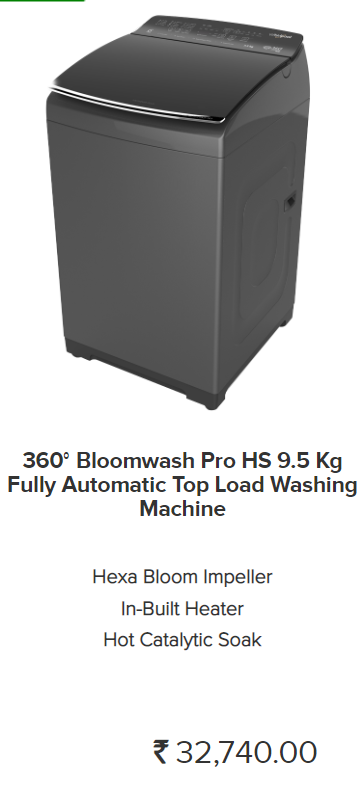 360° Bloomwash Pro HS 9.5 Kg
Fully Automatic Top Load Washing
Machine
Hexa Bloom Impeller
In-Built Heater
Hot Catalytic Soak
₹ 32,740.00